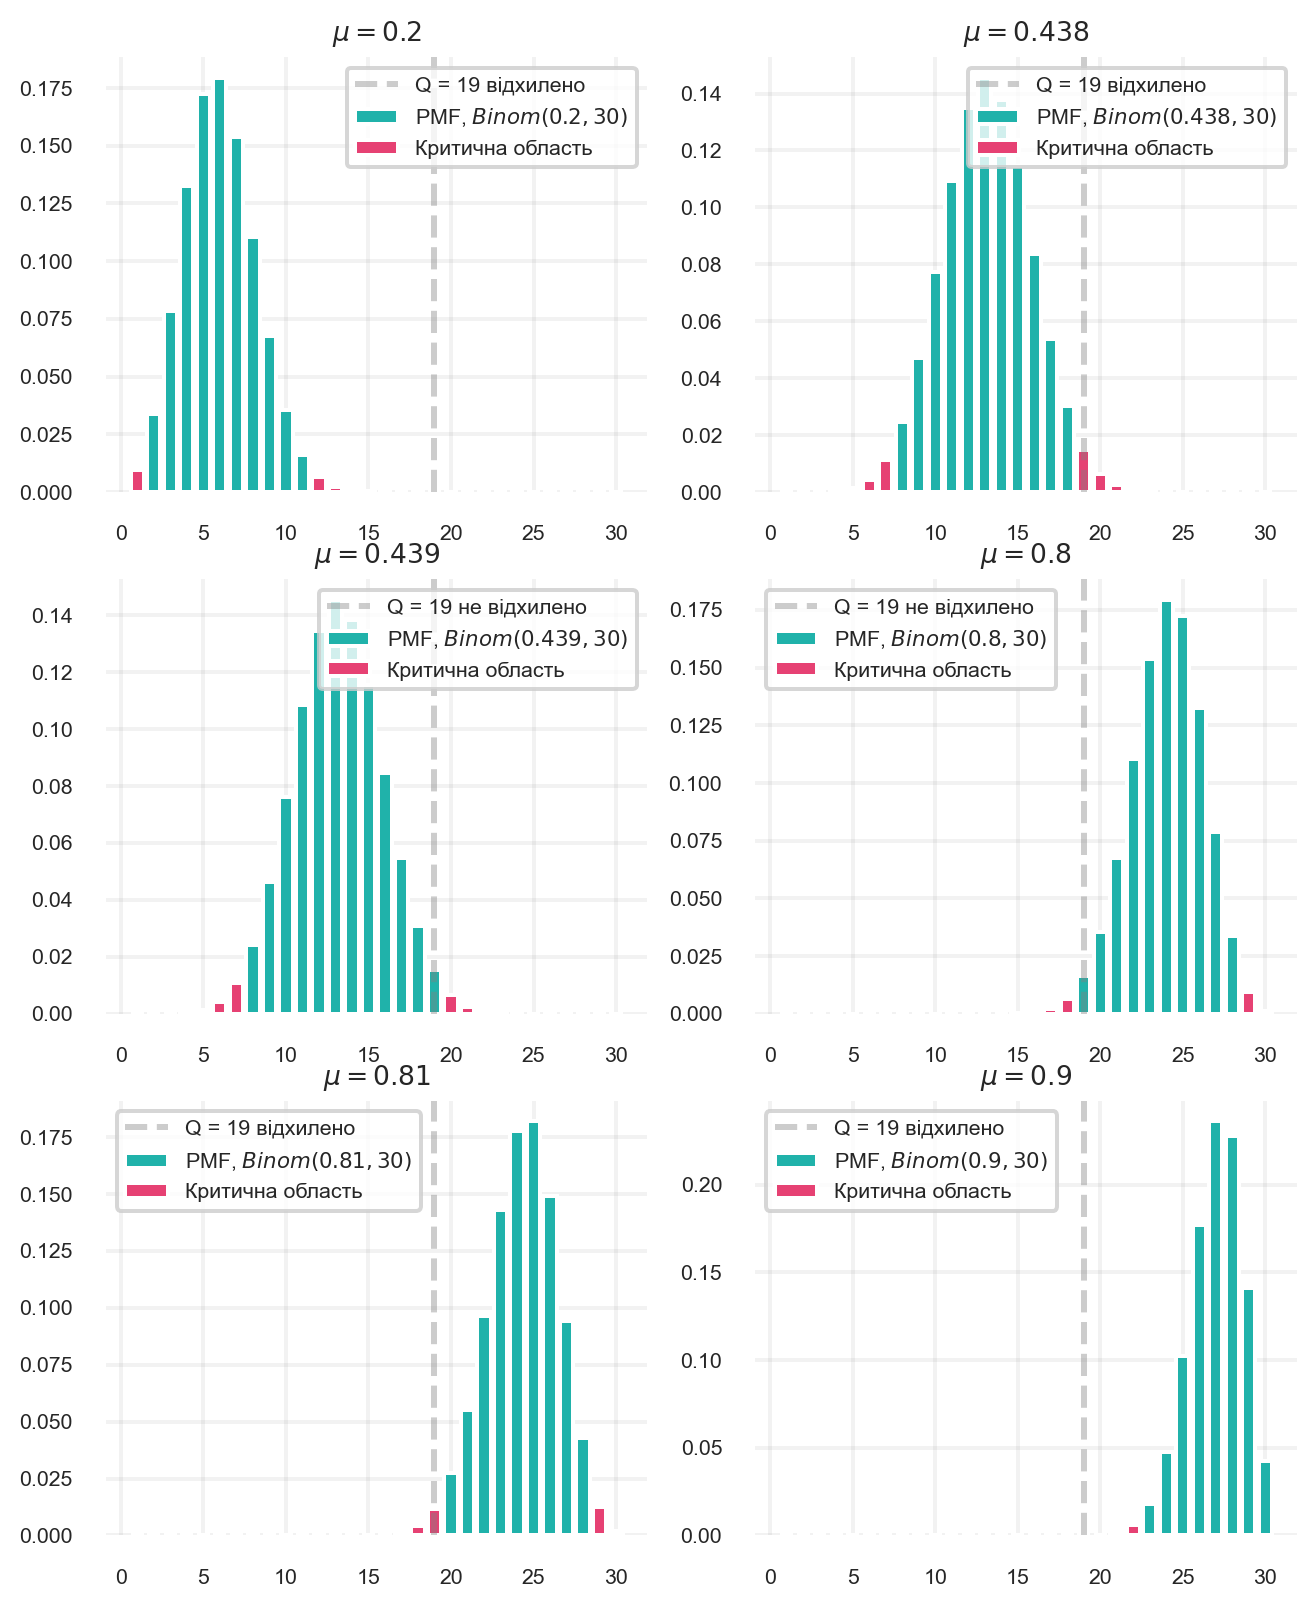 μ = 0.2
Q = 19 відхилено
PMF, Binom(0.2, 30)
Критична область
0.175
0.150
0.125
0.100
0.075
0.050
0.025
0.000
0 5 10 15 20 25 30
μ = 0.438
Q = 19 відхилено
PMF, Binom(0.438, 30)
Критична область
0.14
0.12
0.10
0.08
0.06
0.04
0.02
0.00
0 5 10 15 20 25 30
μ = 0.439
Q = 19 не відхилено
PMF, Binom(0.439, 30)
Критична область
0.14
0.12
0.10
0.08
0.06
0.04
0.02
0.00
0 5 10 15 20 25 30
μ = 0.8
Q = 19 не відхилено
PMF, Binom(0.8, 30)
Критична область
0.175
0.150
0.125
0.100
0.075
0.050
0.025
0.000
0 5 10 15 20 25 30
μ = 0.81
Q = 19 відхилено
PMF, Binom(0.81, 30)
Критична область
0.175
0.150
0.125
0.100
0.075
0.050
0.025
0.000
0 5 10 15 20 25 30
μ = 0.9
Q = 19 відхилено
PMF, Binom(0.9, 30)
Критична область
0.20
0.15
0.10
0.05
0.00
0 5 10 15 20 25 30